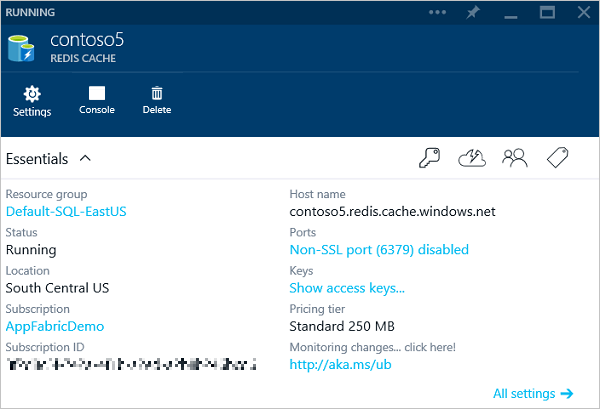 RUNNING
contoso5
REDIS CACHE
Settings
Console
Delete
Essentials
Resource group
Default-SQL-EastUS
Status
Running
Location
South Central US
Subscription
AppFabricDemo
Subscription ID
Host name
contoso5.redis.cache.windows.net
Ports
Non-SSL port (6379) disabled
Keys
Show access keys...
Pricing tier
Standard 250 MB
Monitoring changes... click here!
http://aka.ms/ub
All settings